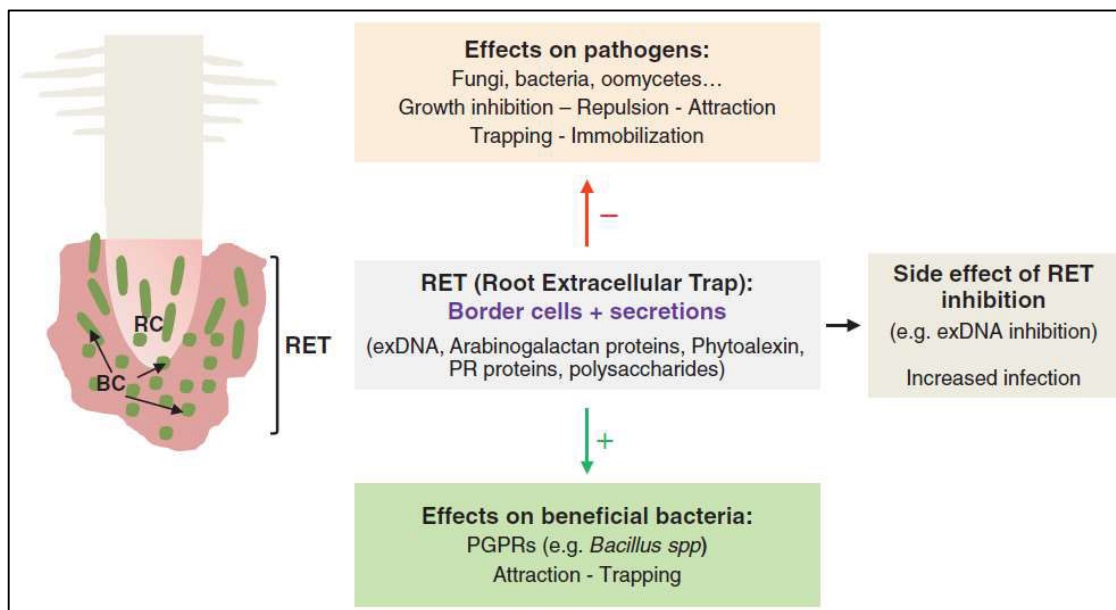 Effects on pathogens:
Fungi, bacteria, oomycetes…
Growth inhibition – Repulsion - Attraction
Trapping - Immobilization
–
RC
BC
RET
RET (Root Extracellular Trap):
Border cells + secretions
(exDNA, Arabinogalactan proteins, Phytoalexin,
PR proteins, polysaccharides)
Side effect of RET
inhibition
(e.g. exDNA inhibition)
Increased infection
+
Effects on beneficial bacteria:
PGPRs (e.g. Bacillus spp)
Attraction - Trapping